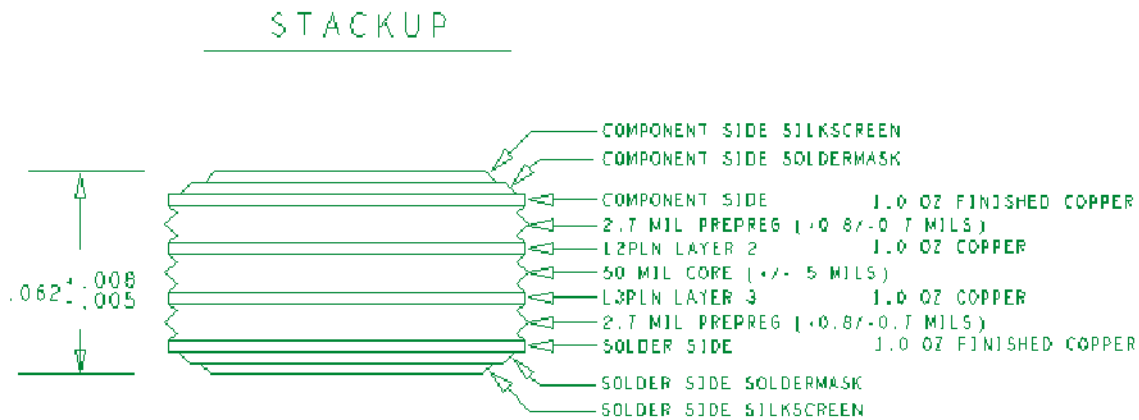 STACKUP
COMPONENT SIDE SILKSCREEN
COMPONENT SIDE SOLDERMASK
COMPONENT SIDE 1.0 OZ FINISHED COPPER
2.7 MIL PREPREG (+0.8/-0.7 MILS)
L2PLN LAYER 2 1.0 OZ COPPER
50 MIL CORE (+/- 5 MILS)
.062 +.008
-.005
L3PLN LAYER 3 1.0 OZ COPPER
2.7 MIL PREPREG (+0.8/-0.7 MILS)
SOLDER SIDE 1.0 OZ FINISHED COPPER
SOLDER SIDE SOLDERMASK
SOLDER SIDE SILKSCREEN